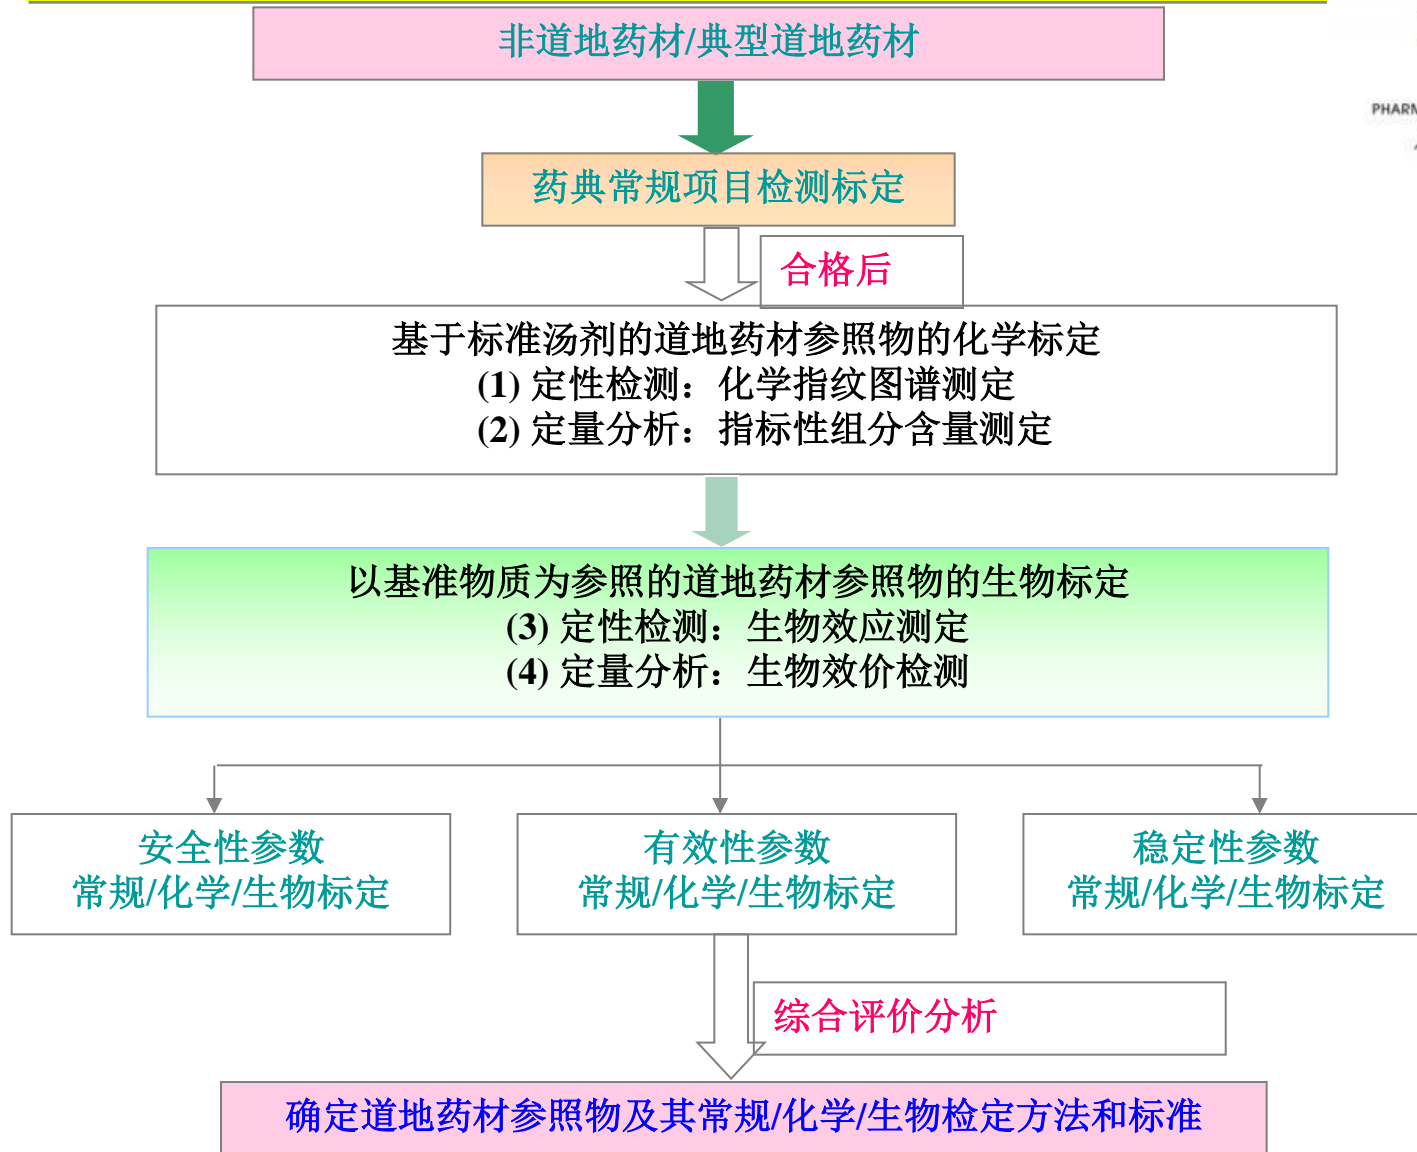 非道地药材/典型道地药材
PHARM
药典常规项目检测标定
合格后
基于标准汤剂的道地药材参照物的化学标定
(1) 定性检测：化学指纹图谱测定
(2) 定量分析：指标性组分含量测定
以基准物质为参照的道地药材参照物的生物标定
(3) 定性检测：生物效应测定
(4) 定量分析：生物效价检测
安全性参数
常规/化学/生物标定
有效性参数
常规/化学/生物标定
稳定性参数
常规/化学/生物标定
综合评价分析
确定道地药材参照物及其常规/化学/生物检定方法和标准